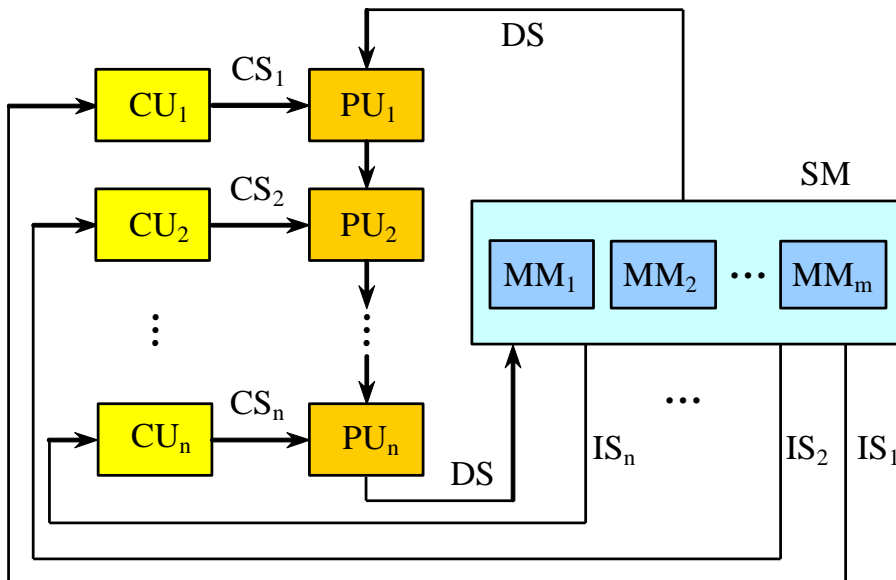 DS
CS₁
CU₁ PU₁
SM
CS₂
CU₂ PU₂
MM₁ MM₂ ... MMₘ
⋮ ⋮ ...
CSₙ
CUₙ PUₙ
DS ISₙ IS₂ IS₁